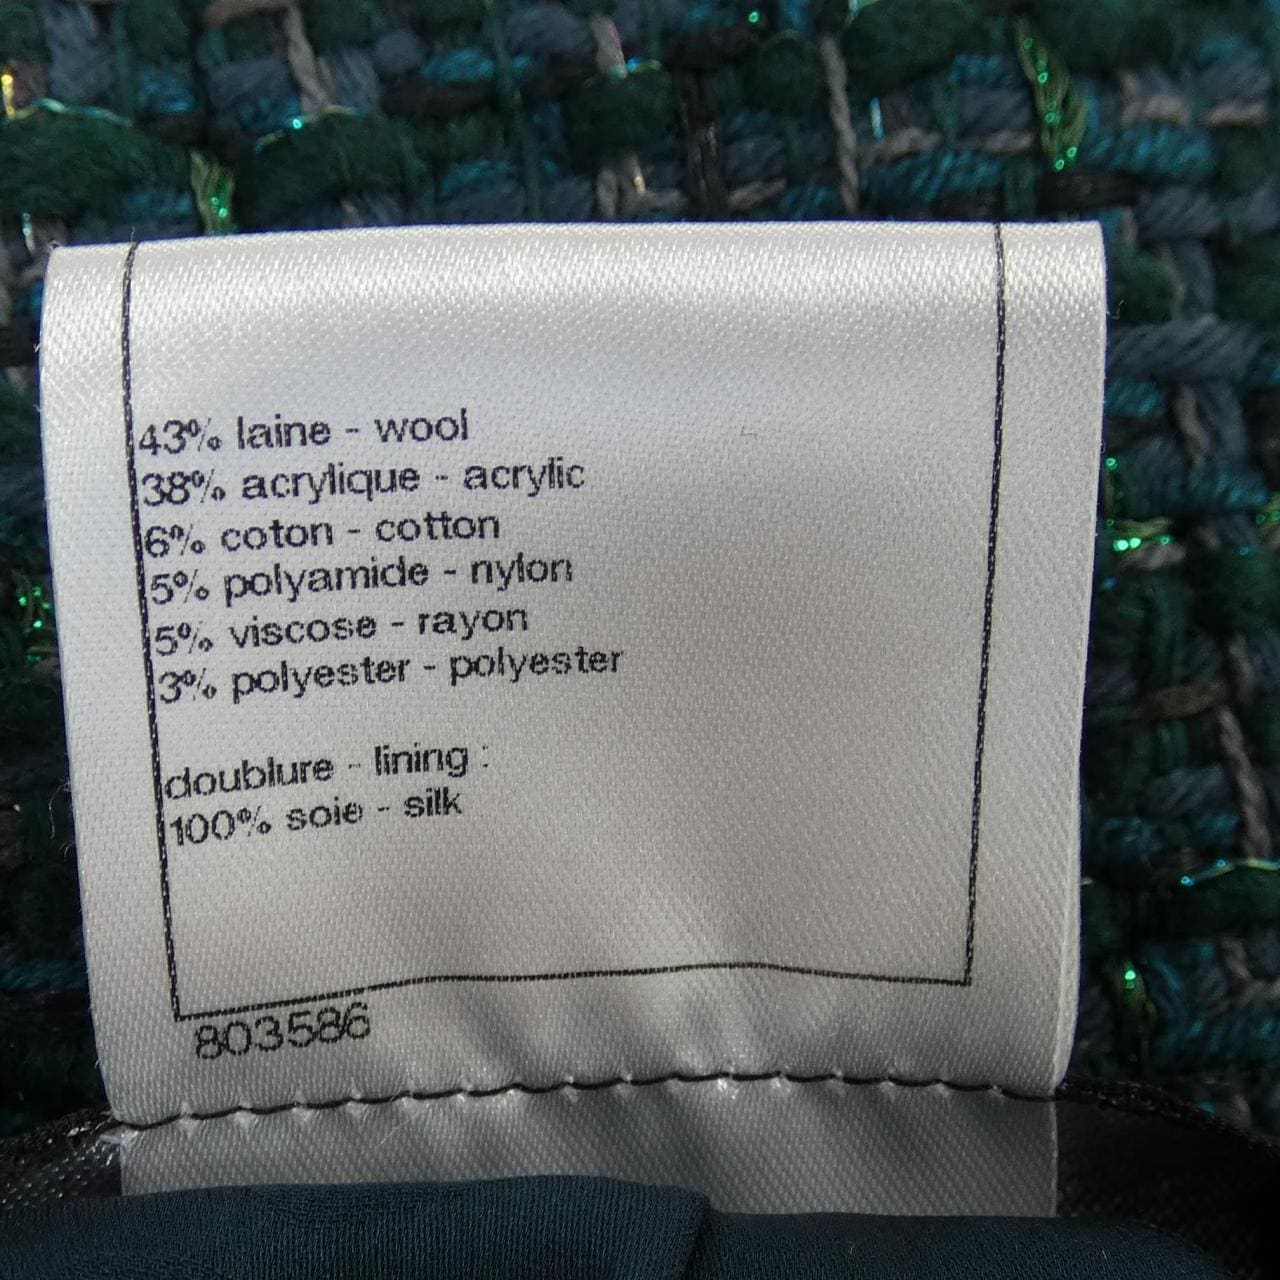 43% laine - wool
38% acrylique - acrylic
6% coton - cotton
5% polyamide - nylon
5% viscose - rayon
3% polyester - polyester
doublure - lining :
100% soie - silk
803586